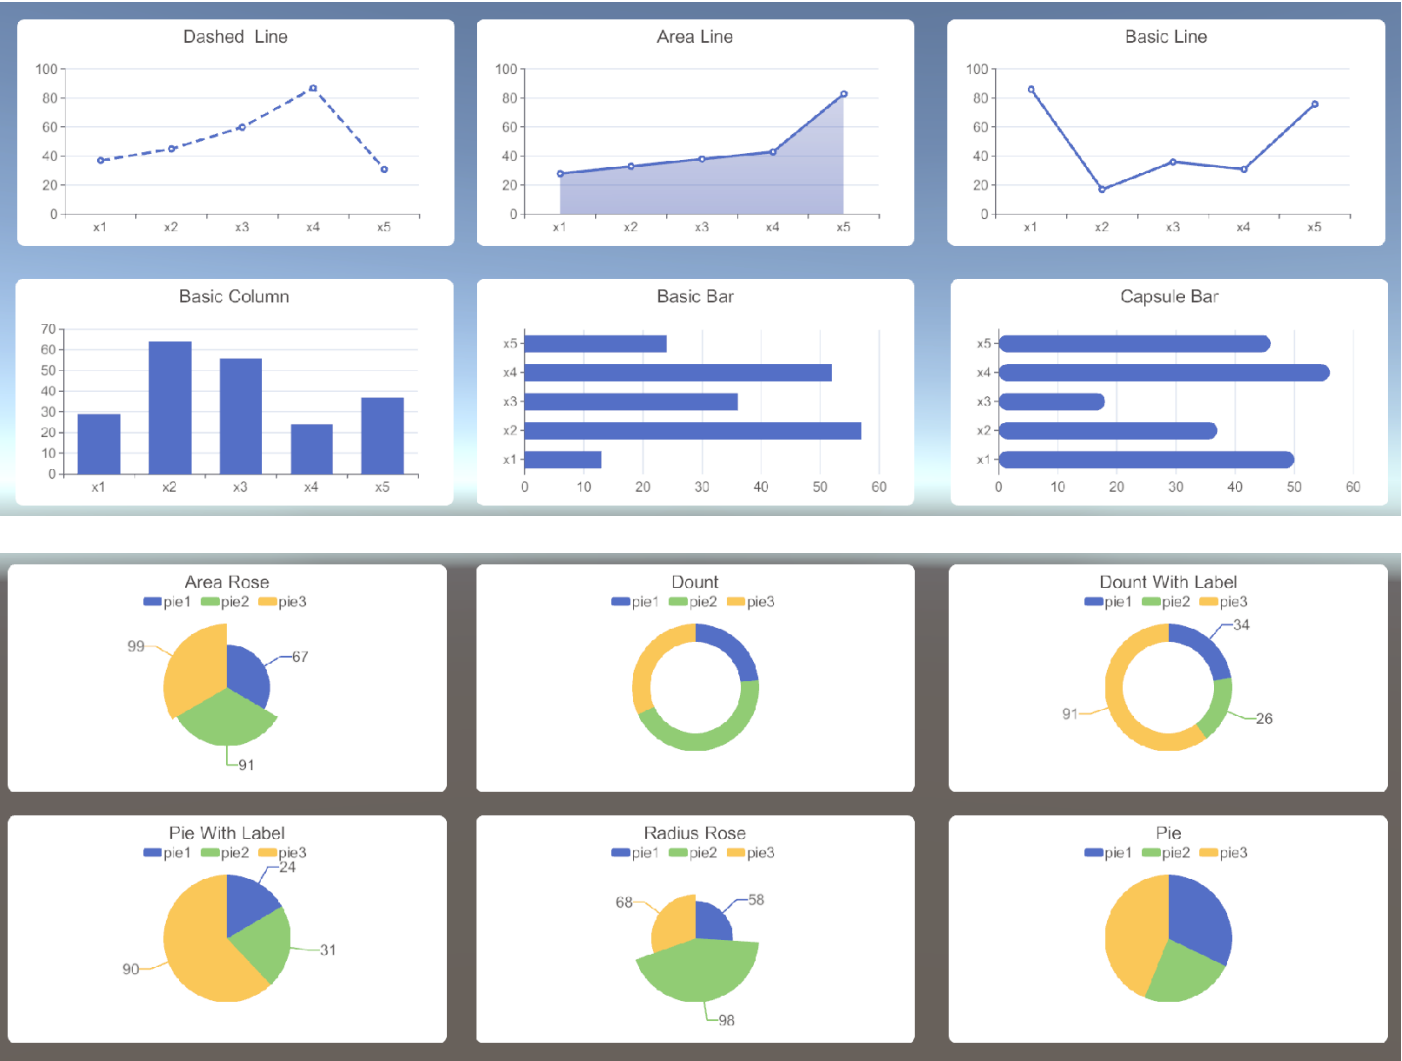 Dashed  Line
100
80
60
40
20
0
x1 x2 x3 x4 x5
Area Line
100
80
60
40
20
0
x1 x2 x3 x4 x5
Basic Line
100
80
60
40
20
0
x1 x2 x3 x4 x5
Basic Column
70
60
50
40
30
20
10
0
x1 x2 x3 x4 x5
Basic Bar
x5
x4
x3
x2
x1
0 10 20 30 40 50 60
Capsule Bar
x5
x4
x3
x2
x1
0 10 20 30 40 50 60
Area Rose
pie1 pie2 pie3
99
67
91
Dount
pie1 pie2 pie3
Dount With Label
pie1 pie2 pie3
34
91
26
Pie With Label
pie1 pie2 pie3
24
31
90
Radius Rose
pie1 pie2 pie3
68
58
98
Pie
pie1 pie2 pie3